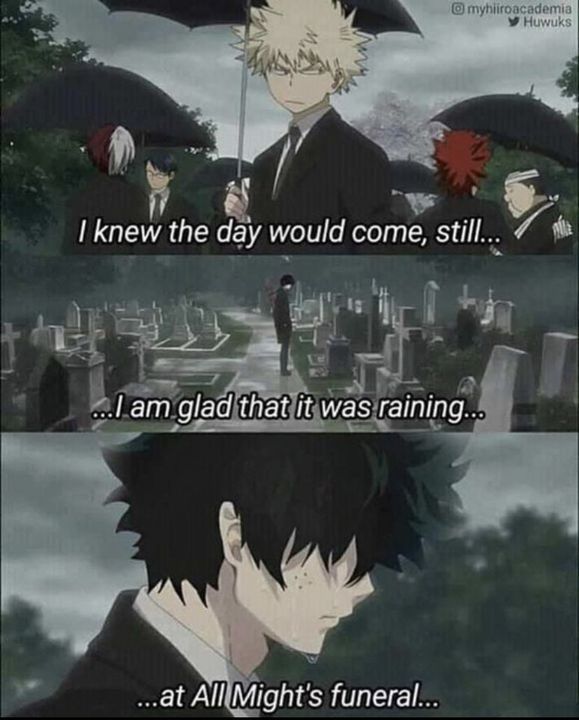 myhiiroacademia
Huwuks
I knew the day would come, still...
...I am glad that it was raining...
...at All Might's funeral...